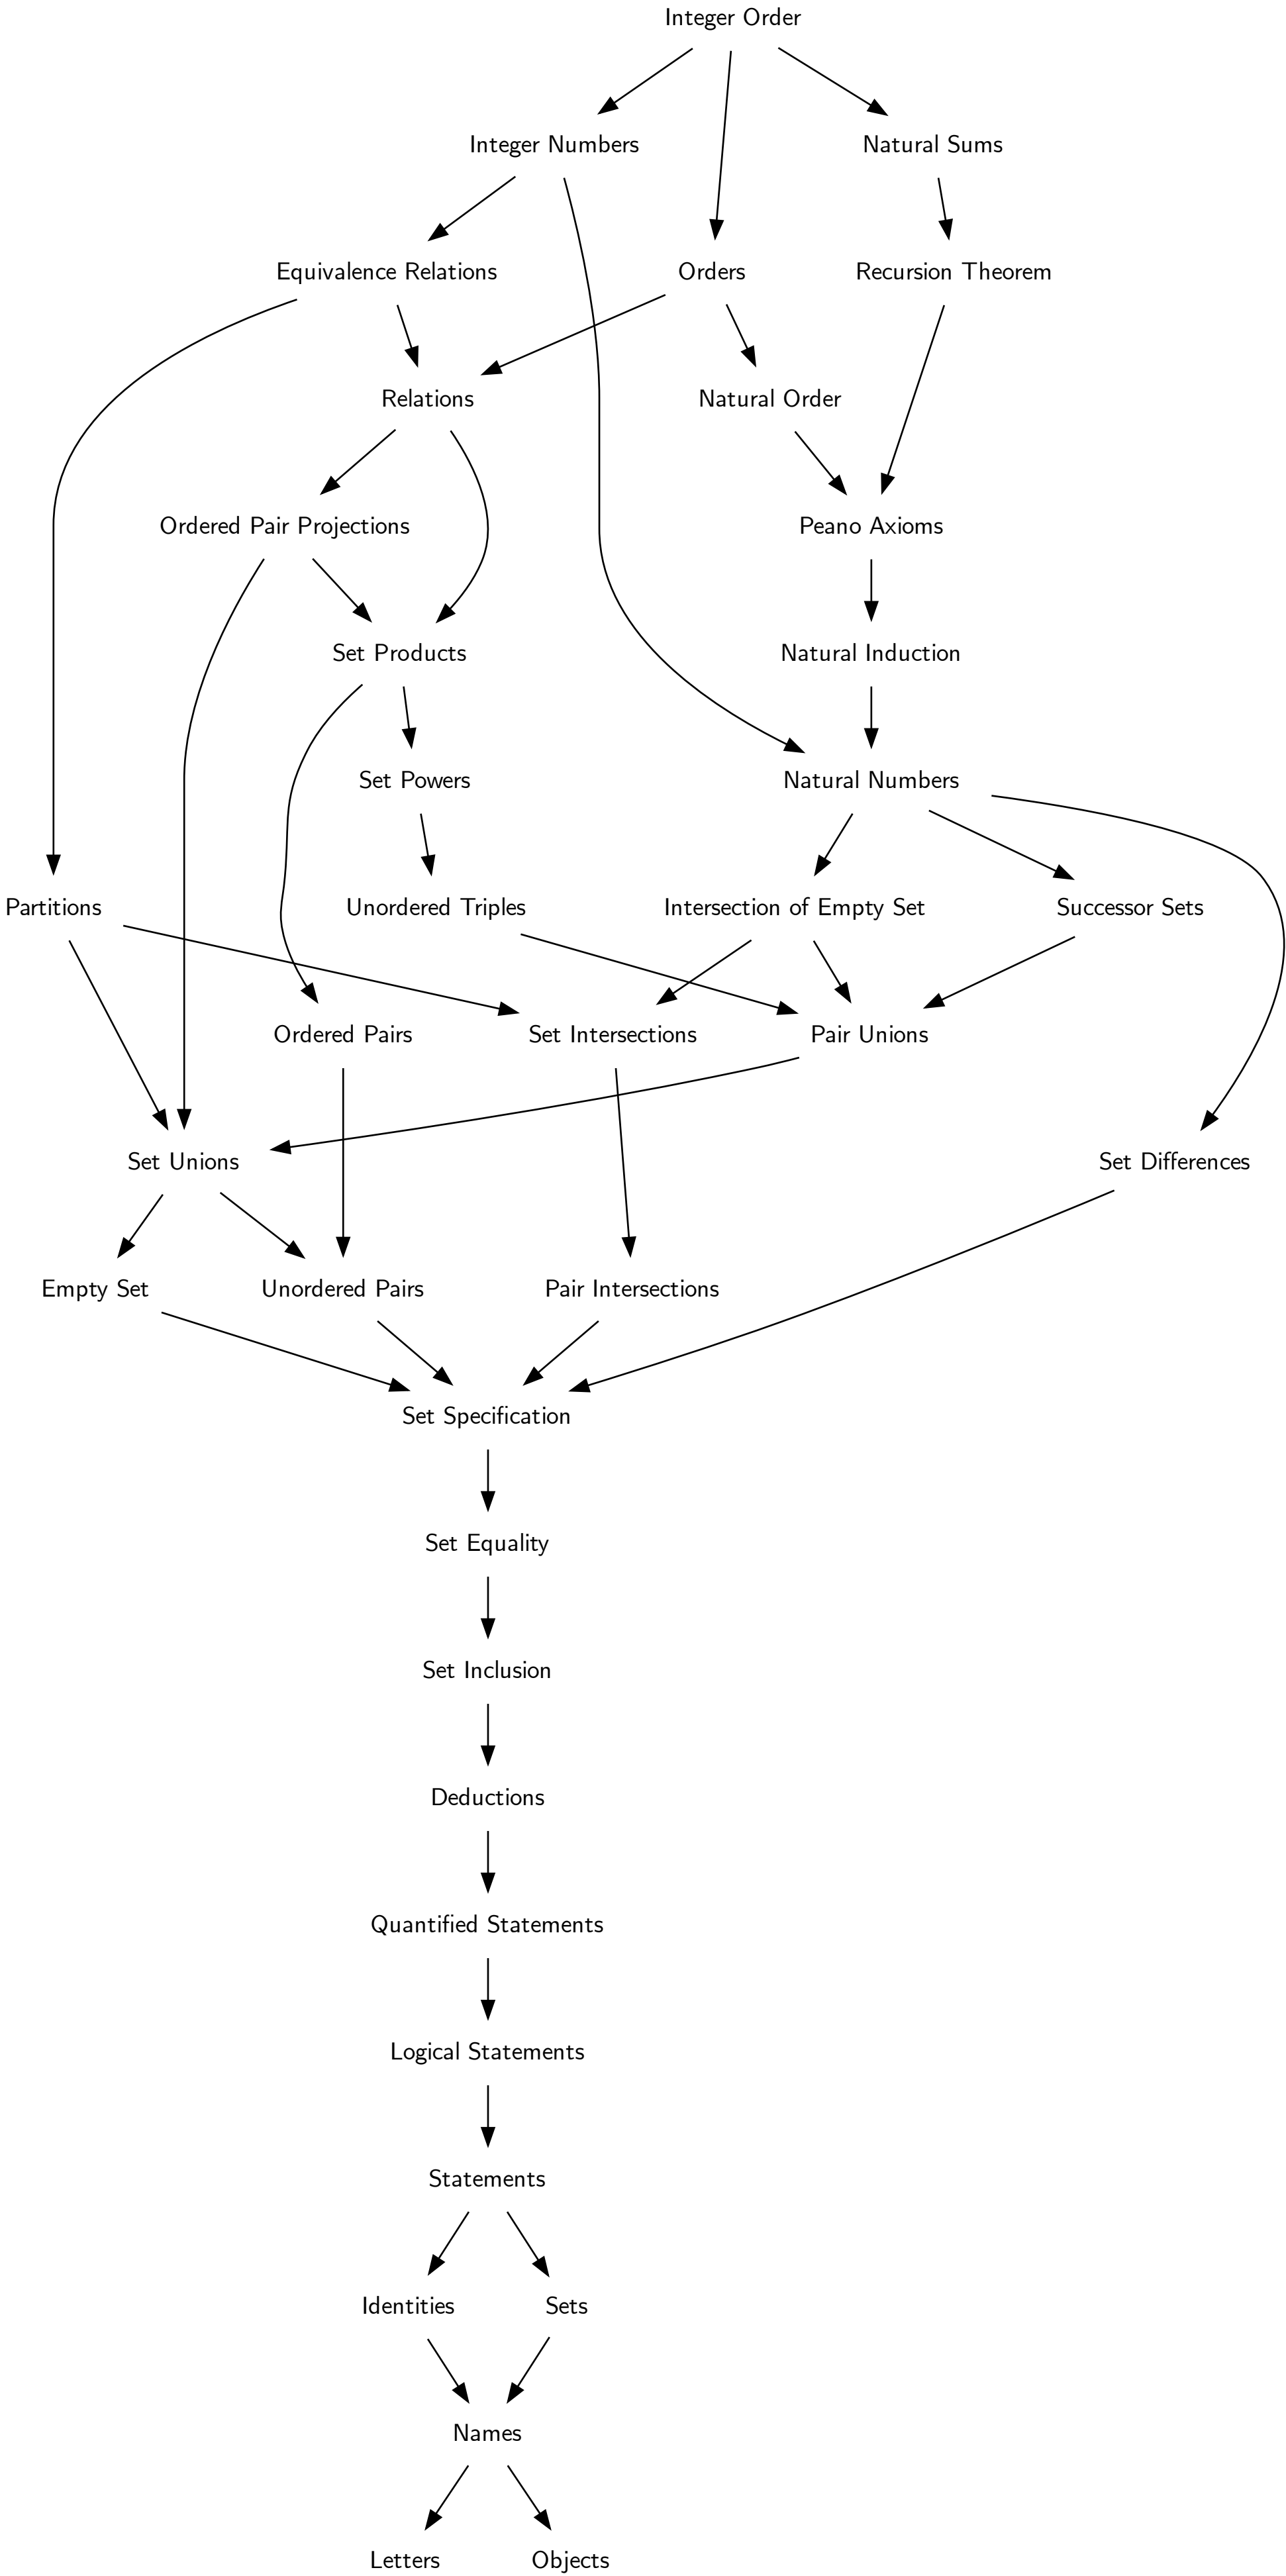 Integer Order
Integer Numbers
Natural Sums
Equivalence Relations
Orders
Recursion Theorem
Relations
Natural Order
Ordered Pair Projections
Peano Axioms
Set Products
Natural Induction
Set Powers
Natural Numbers
Partitions
Unordered Triples
Intersection of Empty Set
Successor Sets
Ordered Pairs
Set Intersections
Pair Unions
Set Unions
Set Differences
Empty Set
Unordered Pairs
Pair Intersections
Set Specification
Set Equality
Set Inclusion
Deductions
Quantified Statements
Logical Statements
Statements
Identities
Sets
Names
Letters
Objects